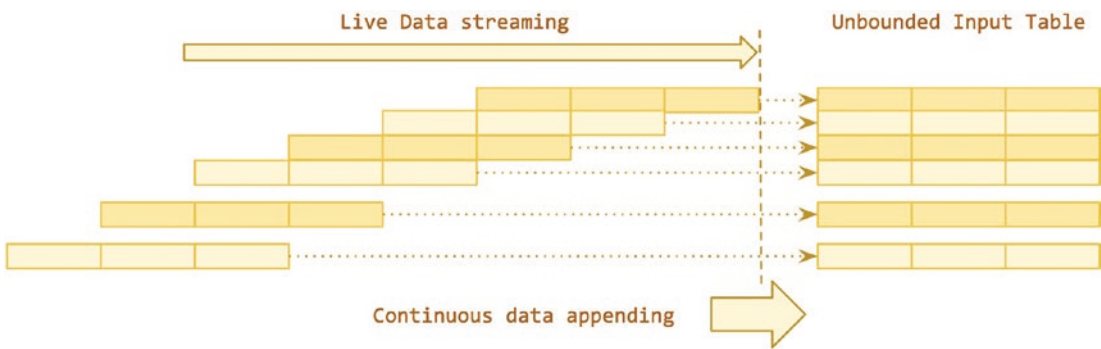 Live Data streaming
Unbounded Input Table
Continuous data appending